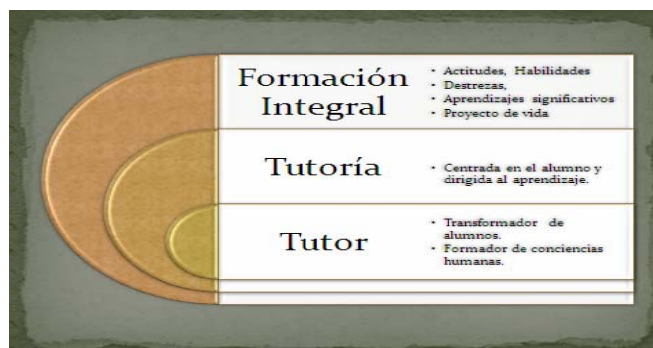 Formación
Integral
• Actitudes, Habilidades
• Destrezas,
• Aprendizajes significativos
• Proyecto de vida
Tutoría
• Centrada en el alumno y
dirigida al aprendizaje.
Tutor
• Transformador de
alumnos.
• Formador de conciencias
humanas.